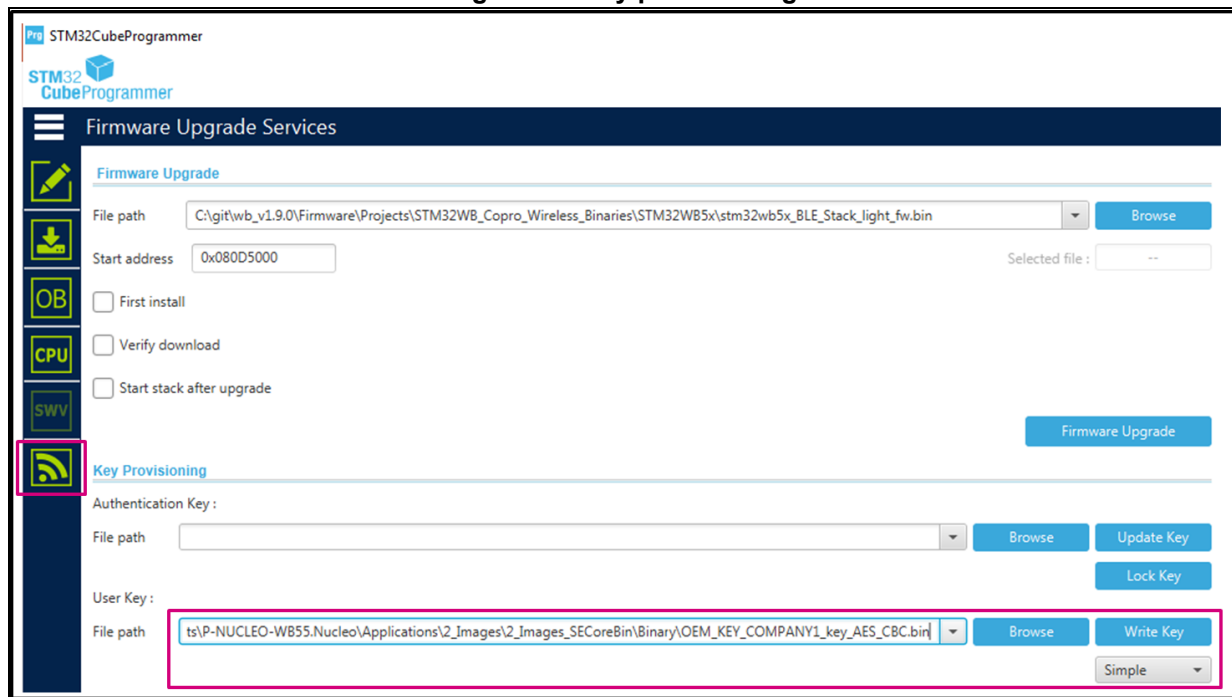 Prg STM32CubeProgrammer
STM32
CubeProgrammer
Firmware Upgrade Services
Firmware Upgrade
File path C:\git\wb_v1.9.0\Firmware\Projects\STM32WB_Copro_Wireless_Binaries\STM32WB5x\stm32wb5x_BLE_Stack_light_fw.bin Browse
Start address 0x080D5000 Selected file : --
OB First install
Verify download
CPU
Start stack after upgrade
SWV
Firmware Upgrade
Key Provisioning
Authentication Key :
File path Browse Update Key
Lock Key
User Key :
File path ts\P-NUCLEO-WB55.Nucleo\Applications\2_Images\2_Images_SECoreBin\Binary\OEM_KEY_COMPANY1_key_AES_CBC.bin Browse Write Key
Simple